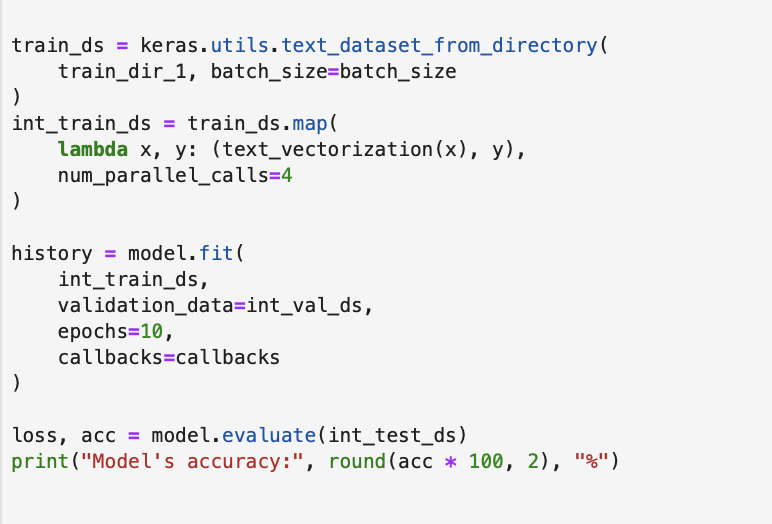 train_ds = keras.utils.text_dataset_from_directory(
    train_dir_1, batch_size=batch_size
)
int_train_ds = train_ds.map(
    lambda x, y: (text_vectorization(x), y),
    num_parallel_calls=4
)
history = model.fit(
    int_train_ds,
    validation_data=int_val_ds,
    epochs=10,
    callbacks=callbacks
)
loss, acc = model.evaluate(int_test_ds)
print("Model's accuracy:", round(acc * 100, 2), "%")